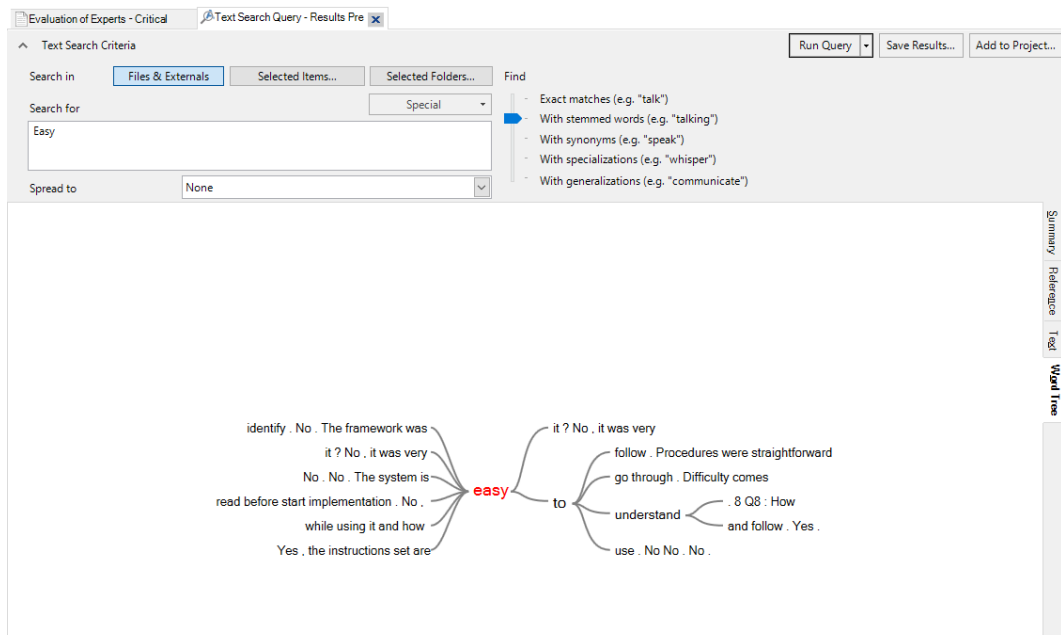 Evaluation of Experts - Critical
Text Search Query - Results Pre
Text Search Criteria
Run Query
Save Results...
Add to Project...
Search in
Files & Externals
Selected Items...
Selected Folders...
Find
Search for
Special
Exact matches (e.g. "talk")
With stemmed words (e.g. "talking")
With synonyms (e.g. "speak")
With specializations (e.g. "whisper")
With generalizations (e.g. "communicate")
Easy
Spread to
None
Summary
Reference
Text
Word Tree
identify . No . The framework was
it ? No , it was very
No . No . The system is
read before start implementation . No ,
while using it and how
Yes , the instructions set are
easy
it ? No , it was very
to
follow . Procedures were straightforward
go through . Difficulty comes
understand
. 8 Q8 : How
and follow . Yes .
use . No No . No .